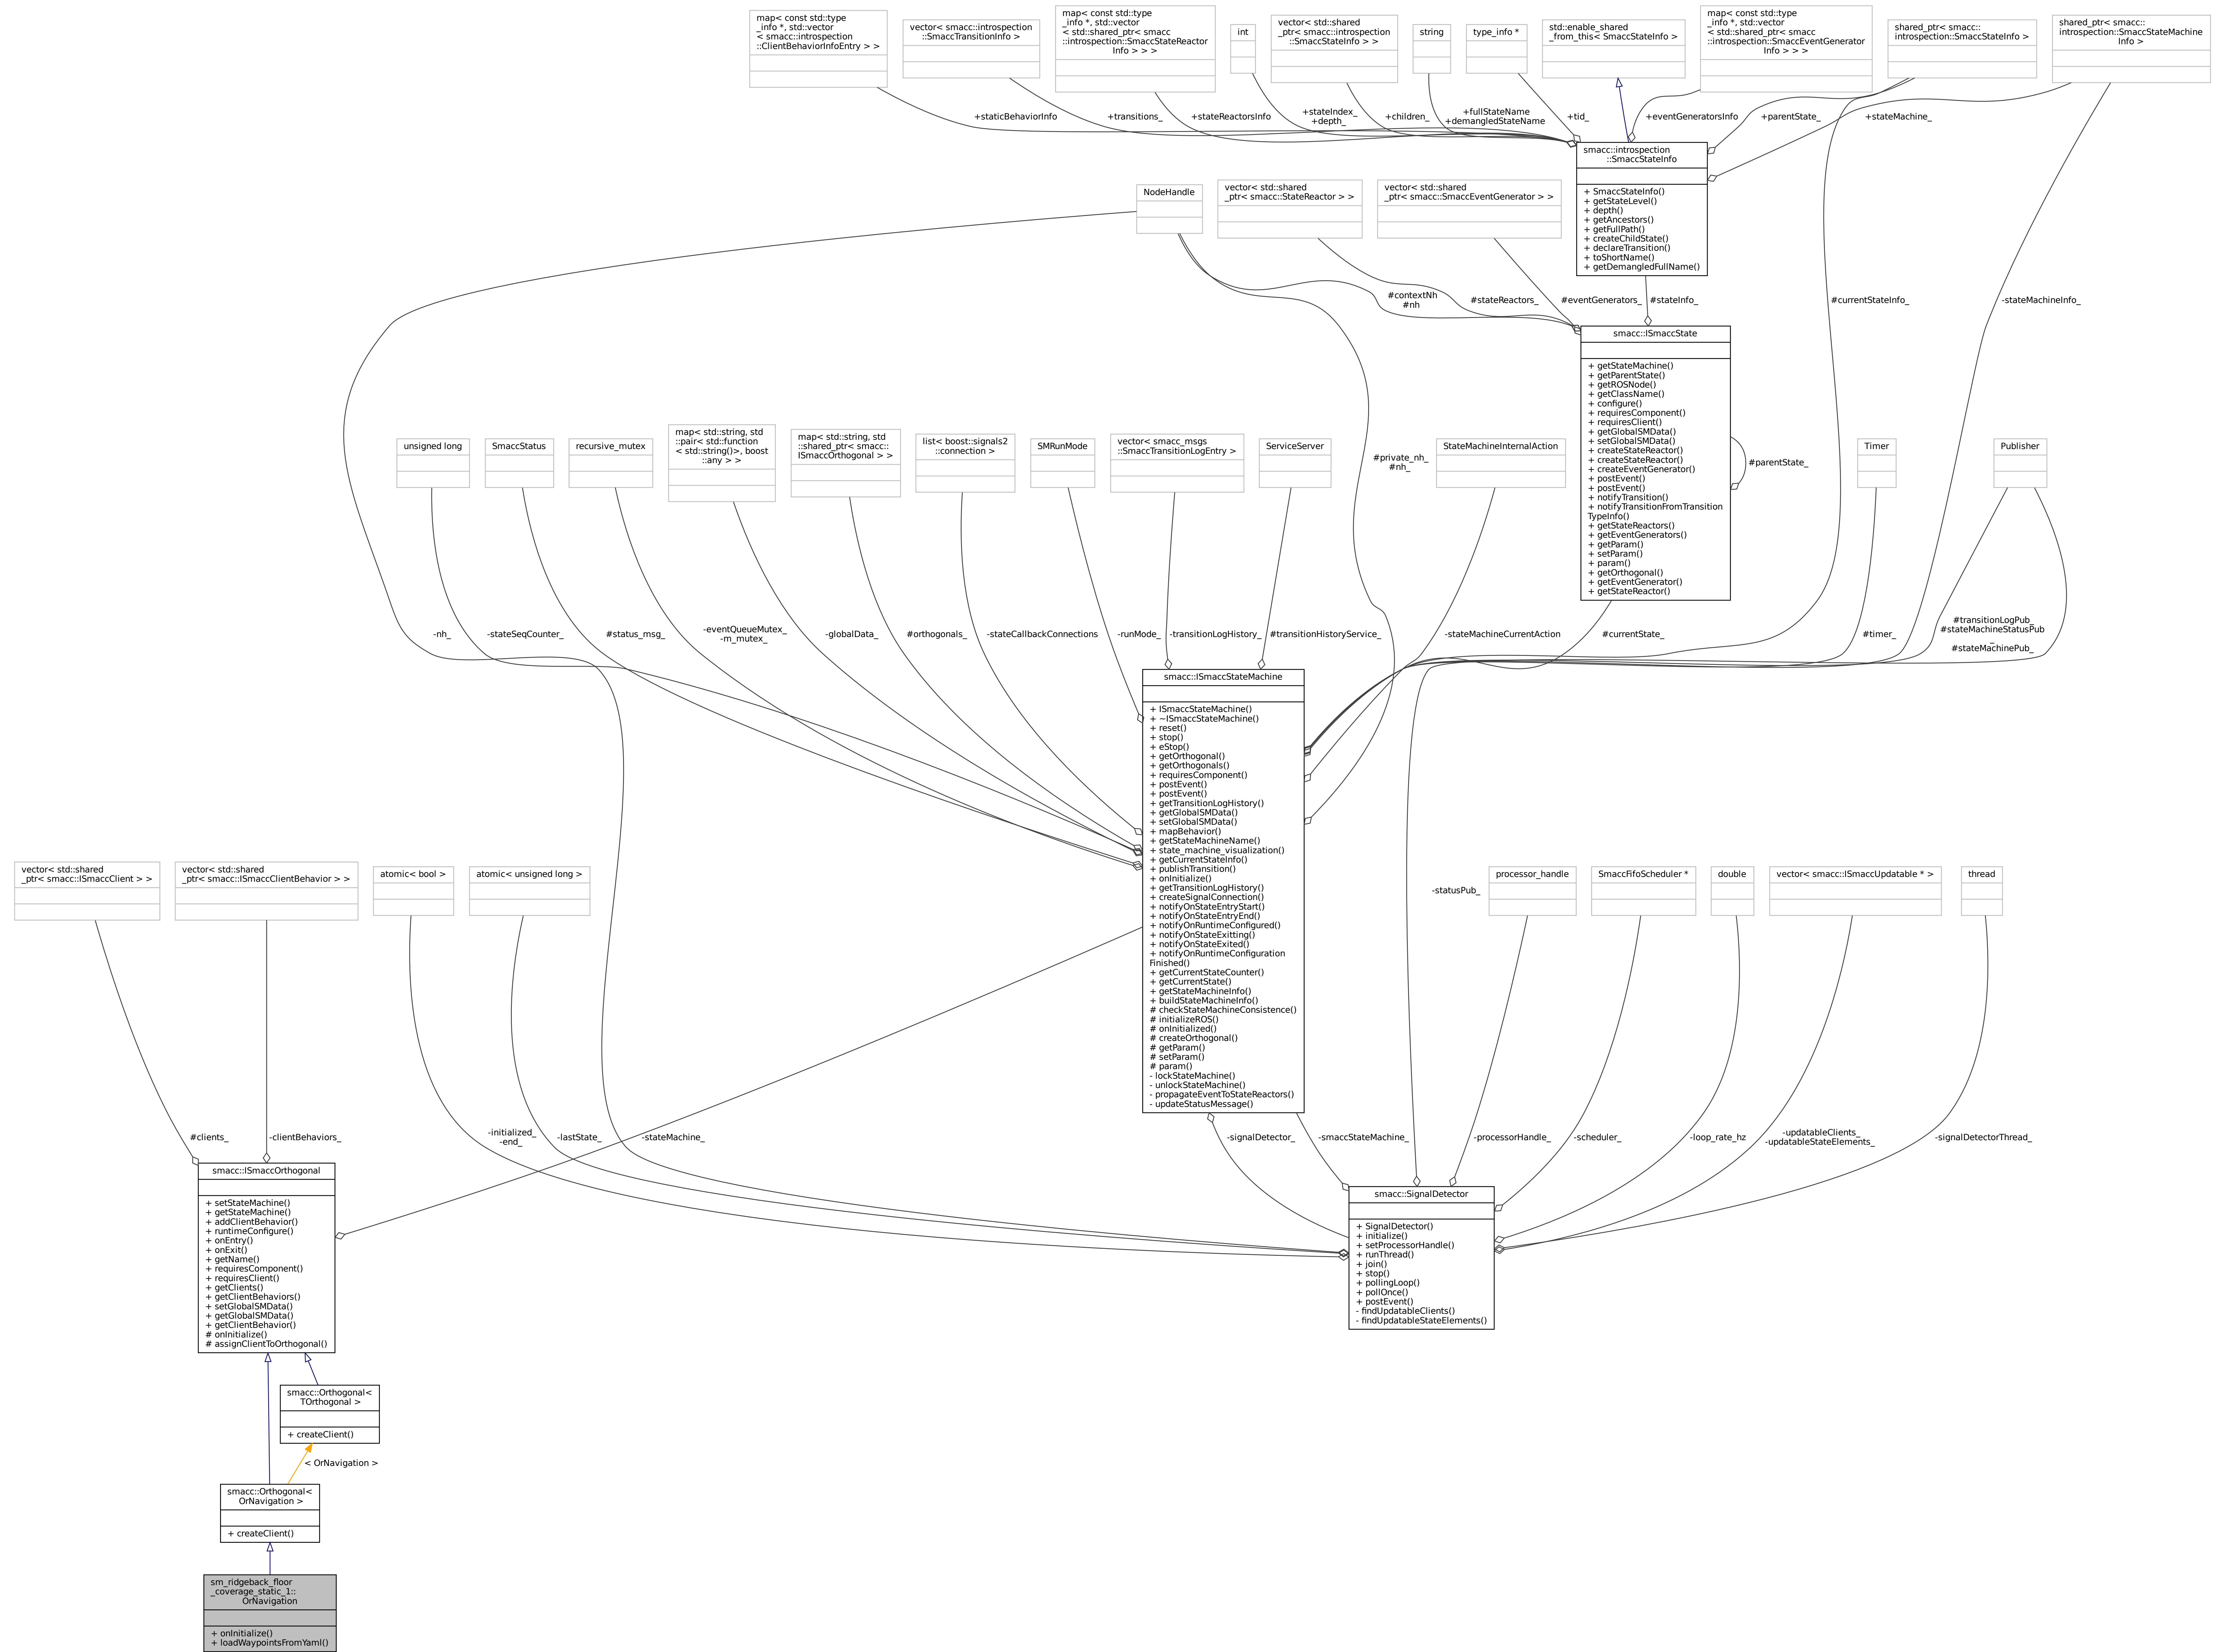 map< const std::type
_info *, std::vector
< smacc::introspection
::ClientBehaviorInfoEntry > >
vector< smacc::introspection
::SmaccTransitionInfo >
map< const std::type
_info *, std::vector
< std::shared_ptr< smacc
::introspection::SmaccStateReactor
Info > > >
int
vector< std::shared
_ptr< smacc::introspection
::SmaccStateInfo > >
string
type_info *
std::enable_shared
_from_this< SmaccStateInfo >
map< const std::type
_info *, std::vector
< std::shared_ptr< smacc
::introspection::SmaccEventGenerator
Info > > >
shared_ptr< smacc::
introspection::SmaccStateInfo >
shared_ptr< smacc::
introspection::SmaccStateMachine
Info >
+staticBehaviorInfo
+transitions_
+stateReactorsInfo
+stateIndex_
+depth_
+children_
+fullStateName
+demangledStateName
+tid_
+eventGeneratorsInfo
+parentState_
+stateMachine_
smacc::introspection
::SmaccStateInfo
+ SmaccStateInfo()
+ getStateLevel()
+ depth()
+ getAncestors()
+ getFullPath()
+ createChildState()
+ declareTransition()
+ toShortName()
+ getDemangledFullName()
NodeHandle
vector< std::shared
_ptr< smacc::StateReactor > >
vector< std::shared
_ptr< smacc::SmaccEventGenerator > >
#contextNh
#nh
#stateReactors_
#eventGenerators_
#stateInfo_
#currentStateInfo_
-stateMachineInfo_
smacc::ISmaccState
+ getStateMachine()
+ getParentState()
+ getROSNode()
+ getClassName()
+ configure()
+ requiresComponent()
+ requiresClient()
+ getGlobalSMData()
+ setGlobalSMData()
+ createStateReactor()
+ createStateReactor()
+ createEventGenerator()
+ postEvent()
+ postEvent()
+ notifyTransition()
+ notifyTransitionFromTransition
TypeInfo()
+ getStateReactors()
+ getEventGenerators()
+ getParam()
+ setParam()
+ param()
+ getOrthogonal()
+ getEventGenerator()
+ getStateReactor()
#parentState_
unsigned long
SmaccStatus
recursive_mutex
map< std::string, std
::pair< std::function
< std::string()>, boost
::any > >
map< std::string, std
::shared_ptr< smacc::
ISmaccOrthogonal > >
list< boost::signals2
::connection >
SMRunMode
vector< smacc_msgs
::SmaccTransitionLogEntry >
ServiceServer
#private_nh_
#nh_
StateMachineInternalAction
Timer
Publisher
-nh_
-stateSeqCounter_
#status_msg_
-eventQueueMutex_
-m_mutex_
-globalData_
#orthogonals_
-stateCallbackConnections
-runMode_
-transitionLogHistory_
#transitionHistoryService_
-stateMachineCurrentAction
#currentState_
#timer_
#transitionLogPub_
#stateMachineStatusPub
_
#stateMachinePub_
smacc::ISmaccStateMachine
+ ISmaccStateMachine()
+ ~ISmaccStateMachine()
+ reset()
+ stop()
+ eStop()
+ getOrthogonal()
+ getOrthogonals()
+ requiresComponent()
+ postEvent()
+ postEvent()
+ getTransitionLogHistory()
+ getGlobalSMData()
+ setGlobalSMData()
+ mapBehavior()
+ getStateMachineName()
+ state_machine_visualization()
+ getCurrentStateInfo()
+ publishTransition()
+ onInitialize()
+ getTransitionLogHistory()
+ createSignalConnection()
+ notifyOnStateEntryStart()
+ notifyOnStateEntryEnd()
+ notifyOnRuntimeConfigured()
+ notifyOnStateExitting()
+ notifyOnStateExited()
+ notifyOnRuntimeConfiguration
Finished()
+ getCurrentStateCounter()
+ getCurrentState()
+ getStateMachineInfo()
+ buildStateMachineInfo()
# checkStateMachineConsistence()
# initializeROS()
# onInitialized()
# createOrthogonal()
# getParam()
# setParam()
# param()
- lockStateMachine()
- unlockStateMachine()
- propagateEventToStateReactors()
- updateStatusMessage()
vector< std::shared
_ptr< smacc::ISmaccClient > >
vector< std::shared
_ptr< smacc::ISmaccClientBehavior > >
atomic< bool >
atomic< unsigned long >
-statusPub_
processor_handle
SmaccFifoScheduler *
double
vector< smacc::ISmaccUpdatable * >
thread
#clients_
-clientBehaviors_
-initialized_
-end_
-lastState_
-stateMachine_
-signalDetector_
-smaccStateMachine_
-processorHandle_
-scheduler_
-loop_rate_hz
-updatableClients_
-updatableStateElements_
-signalDetectorThread_
smacc::ISmaccOrthogonal
+ setStateMachine()
+ getStateMachine()
+ addClientBehavior()
+ runtimeConfigure()
+ onEntry()
+ onExit()
+ getName()
+ requiresComponent()
+ requiresClient()
+ getClients()
+ getClientBehaviors()
+ setGlobalSMData()
+ getGlobalSMData()
+ getClientBehavior()
# onInitialize()
# assignClientToOrthogonal()
smacc::SignalDetector
+ SignalDetector()
+ initialize()
+ setProcessorHandle()
+ runThread()
+ join()
+ stop()
+ pollingLoop()
+ pollOnce()
+ postEvent()
- findUpdatableClients()
- findUpdatableStateElements()
smacc::Orthogonal<
TOrthogonal >
+ createClient()
< OrNavigation >
smacc::Orthogonal<
OrNavigation >
+ createClient()
sm_ridgeback_floor
_coverage_static_1::
OrNavigation
+ onInitialize()
+ loadWaypointsFromYaml()